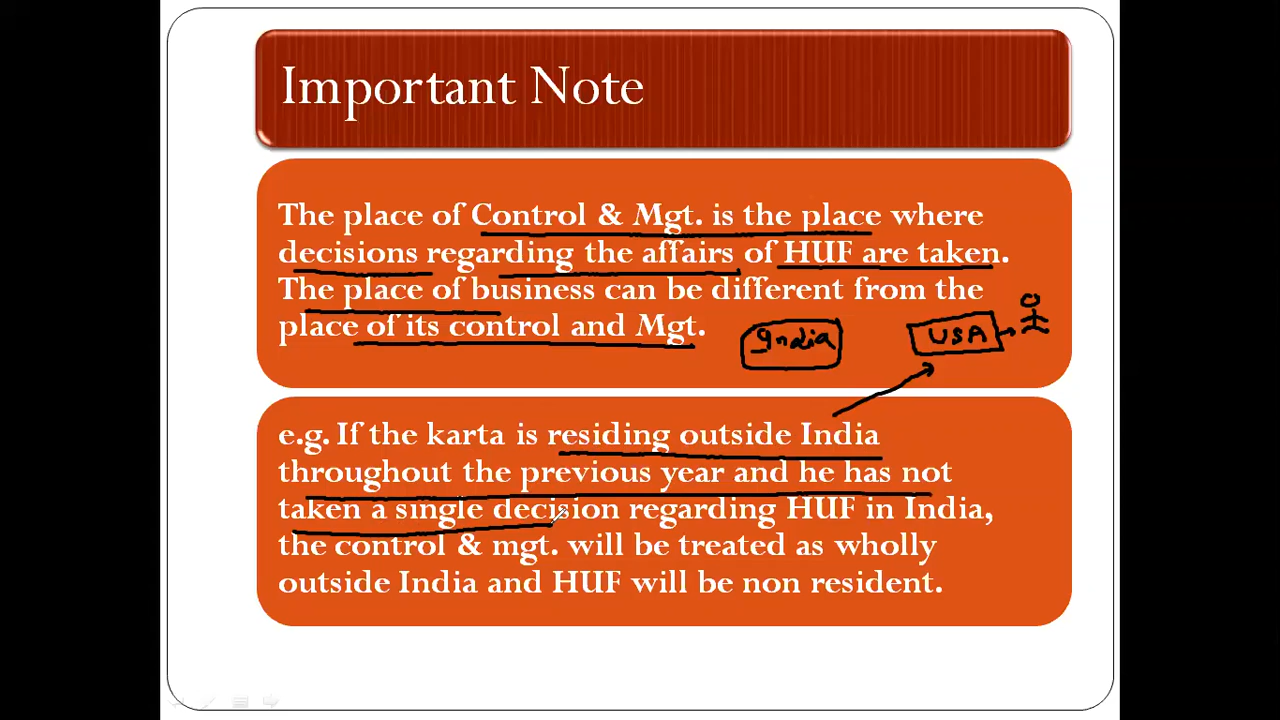 Important Note
The place of Control & Mgt. is the place where
decisions regarding the affairs of HUF are taken.
The place of business can be different from the
place of its control and Mgt.
India
USA
e.g. If the karta is residing outside India
throughout the previous year and he has not
taken a single decision regarding HUF in India,
the control & mgt. will be treated as wholly
outside India and HUF will be non resident.